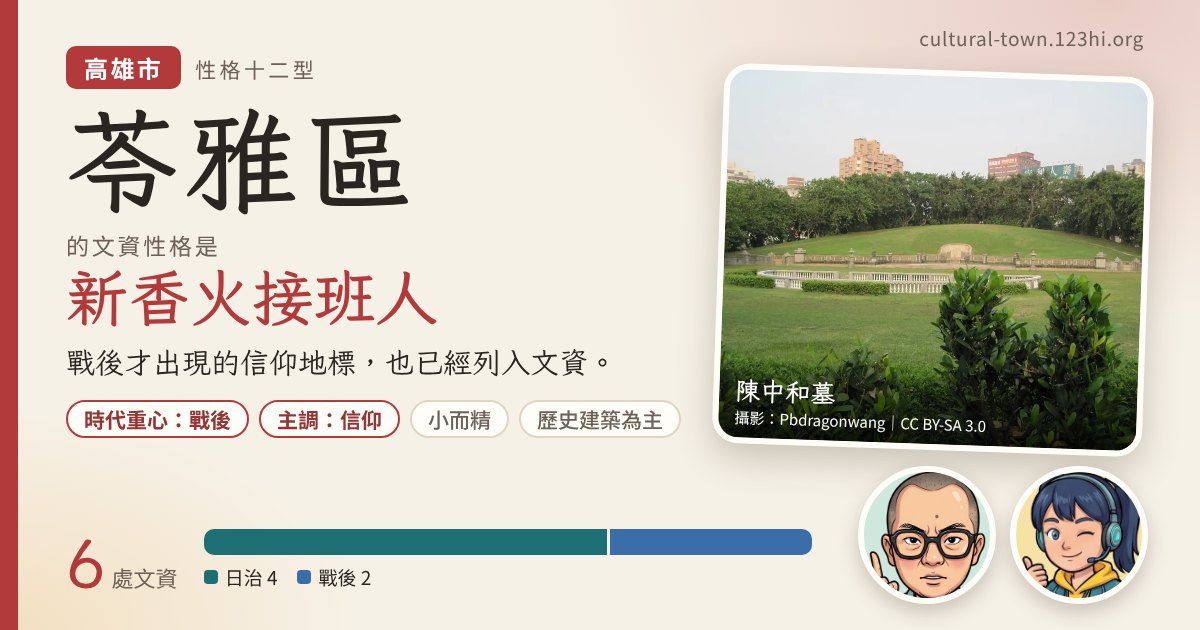 cultural-town.123hi.org
高雄市 性格十二型
苓雅區
的文資性格是
新香火接班人
戰後才出現的信仰地標，也已經列入文資。
時代重心：戰後 主調：信仰 小而精 歷史建築為主
陳中和墓
攝影：Pbdragonwang｜CC BY-SA 3.0
6 處文資
日治 4 戰後 2